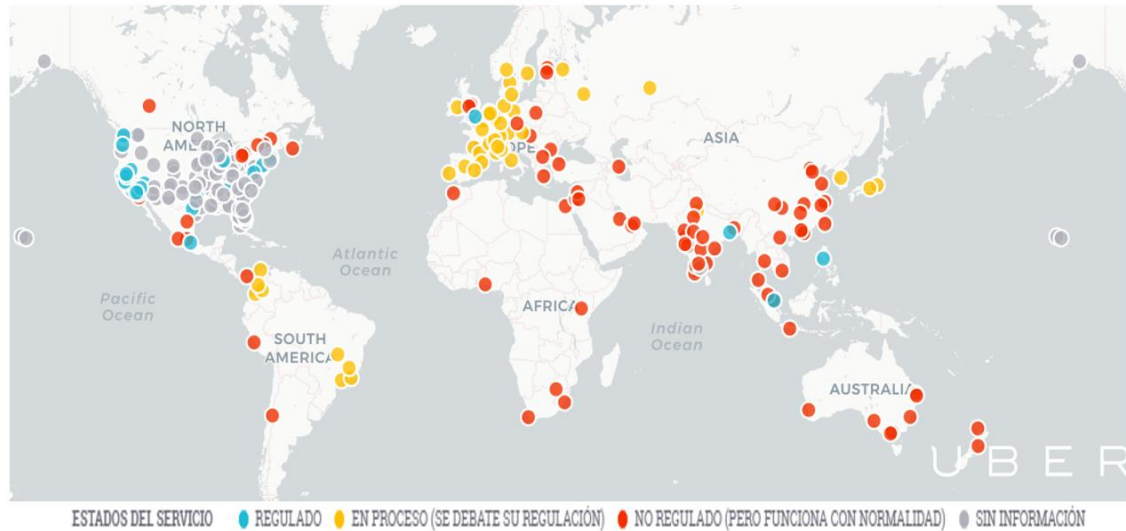 NORTH
AMERICA
EUROPE
ASIA
Atlantic
Ocean
Pacific
Ocean
AFRICA
SOUTH
AMERICA
Indian
Ocean
AUSTRALIA
UBER
ESTADOS DEL SERVICIO REGULADO EN PROCESO (SE DEBATE SU REGULACIÓN) NO REGULADO (PERO FUNCIONA CON NORMALIDAD) SIN INFORMACIÓN